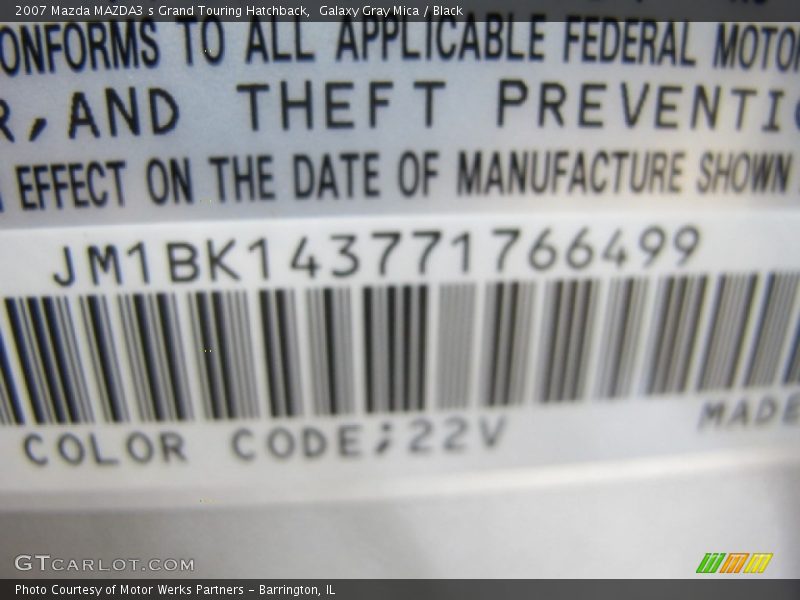 2007 Mazda MAZDA3 s Grand Touring Hatchback,  Galaxy Gray Mica / Black
ONFORMS TO ALL APPLICABLE FEDERAL MOTO
R, AND THEFT PREVENTI
EFFECT ON THE DATE OF MANUFACTURE SHOWN
JM1BK143771766499
COLOR CODE;22V
MADE
GTCARLOT.COM
Photo Courtesy of Motor Werks Partners - Barrington, IL